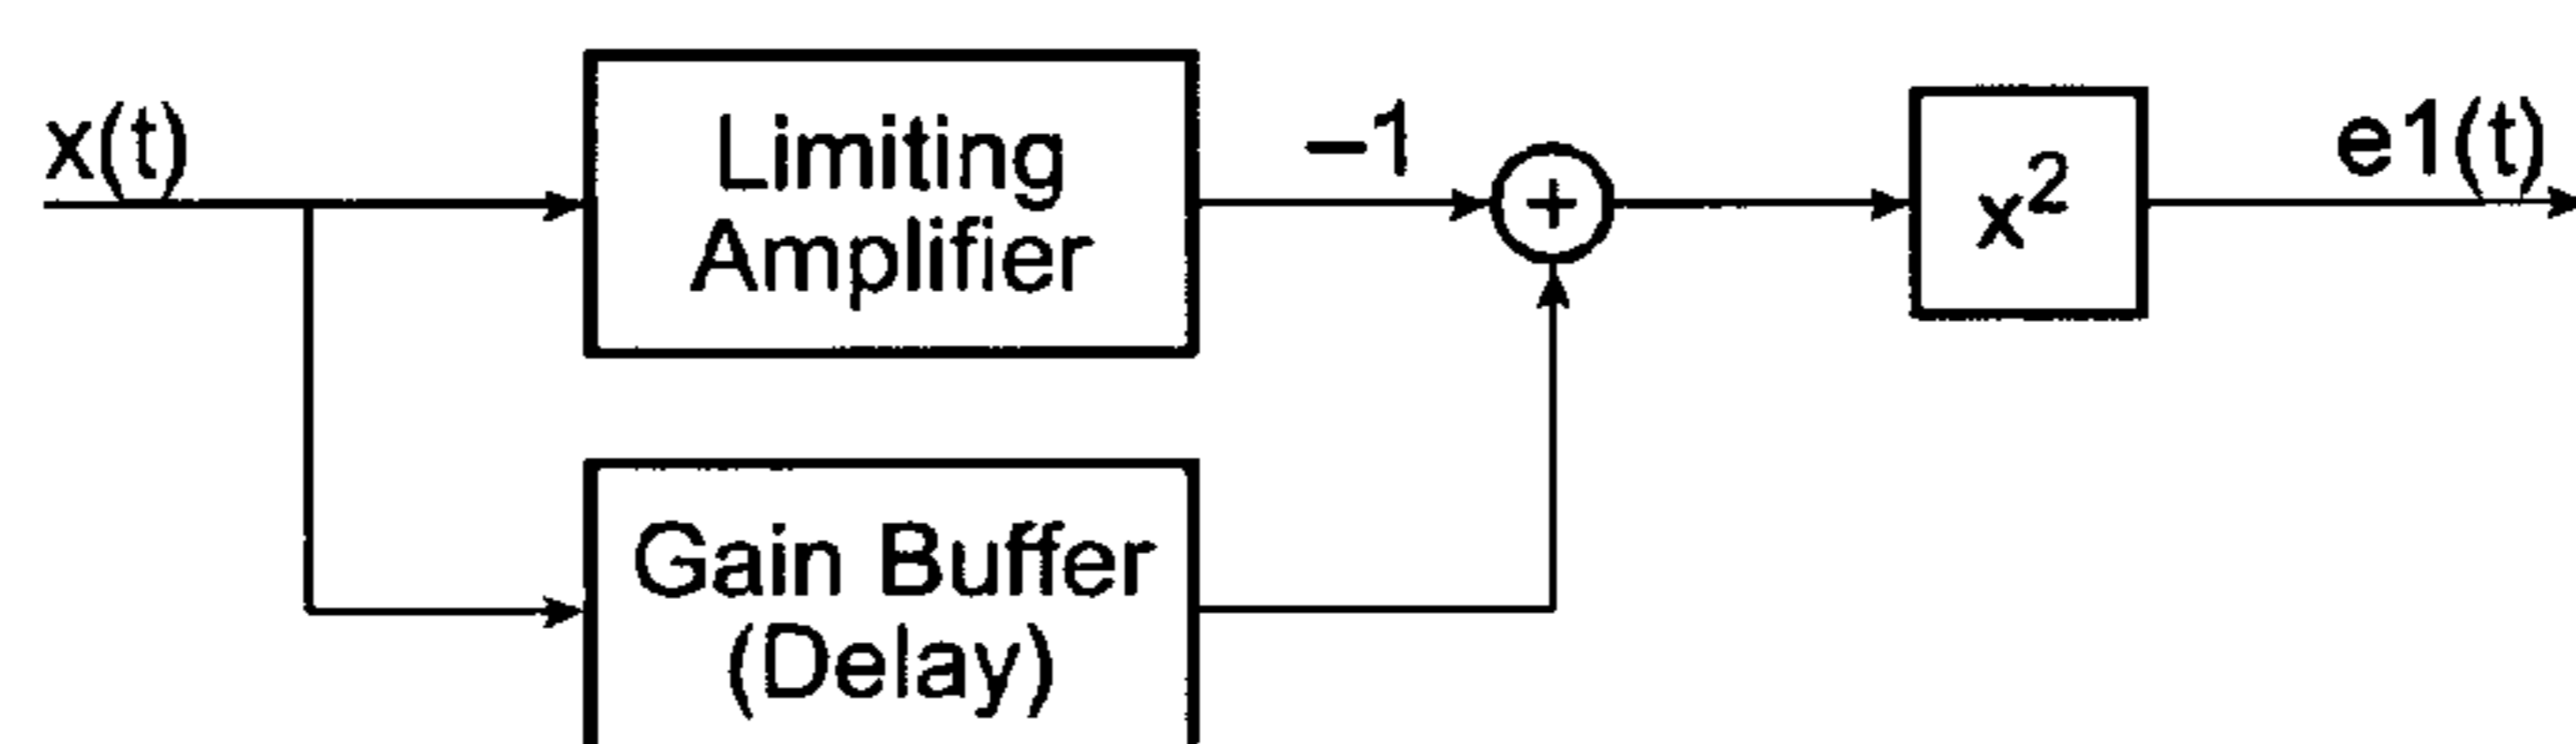 x(t)
Limiting
Amplifier
−1
+
x²
e1(t)
Gain Buffer
(Delay)